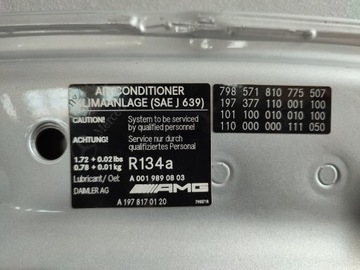 AIR CONDITIONER
KLIMAANLAGE (SAE J 639)
CAUTION! System to be serviced
by qualified personnel
ACHTUNG! Service nur durch
qualifiziertes Personal
1.72 ± 0.02 lbs
0.78 ± 0.01 kg
R134a
Lubricant/ Oel: A 001 989 08 03
DAIMLER AG
AMG
A 197 817 01 20
798 571 810 775 507
197 377 110 001 100
101 100 010 010 100
110 000 000 111 050